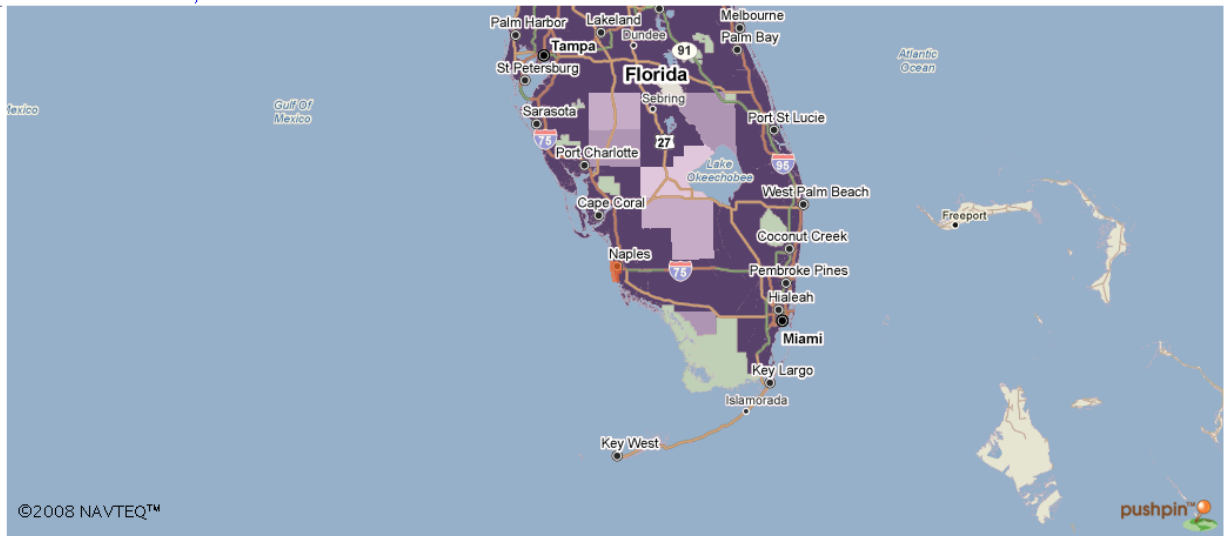 Palm Harbor
Lakeland
Melbourne
Dundee
Palm Bay
Tampa
91
Atlantic
Ocean
St Petersburg
Florida
Sebring
Gulf Of
Mexico
Mexico
Sarasota
Port St Lucie
75
27
Port Charlotte
95
Lake
Okeechobee
West Palm Beach
Cape Coral
Freeport
Coconut Creek
Naples
75
Pembroke Pines
Hialeah
Miami
Key Largo
Islamorada
Key West
©2008 NAVTEQ™
pushpin™